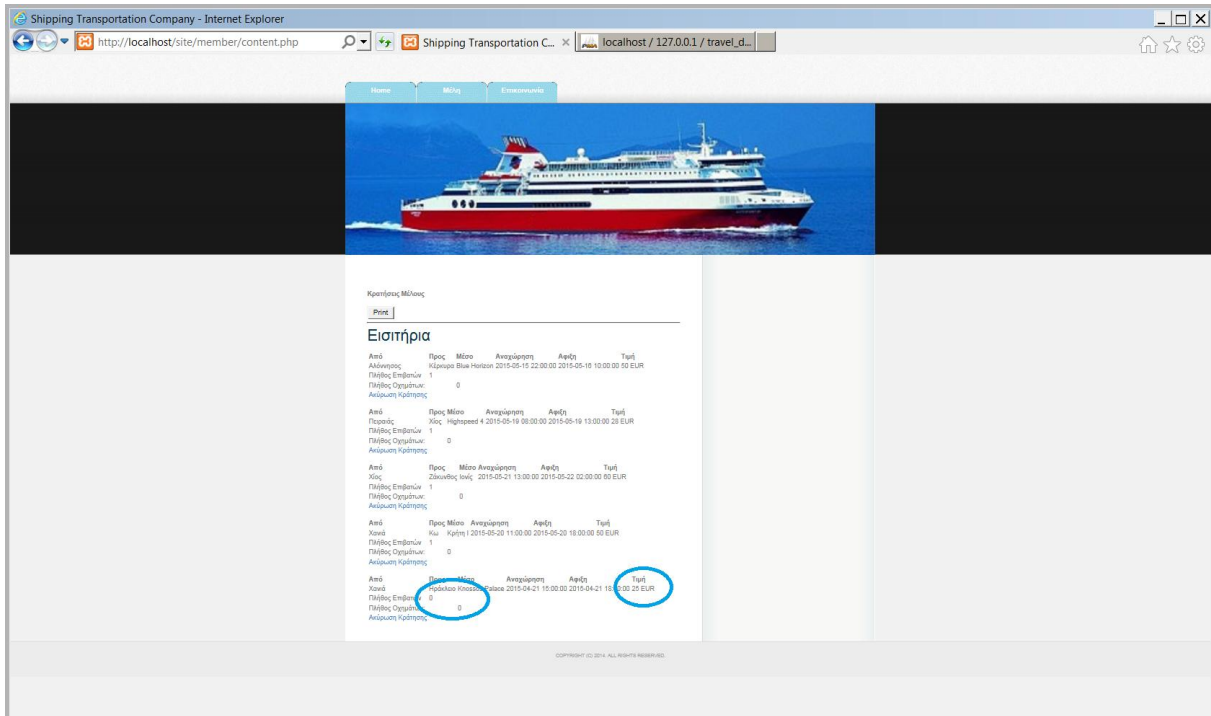 Shipping Transportation Company - Internet Explorer
http://localhost/site/member/content.php
Shipping Transportation C...
localhost / 127.0.0.1 / travel_d...
Home Μέλη Επικοινωνία
Κρατήσεις Μέλους
Print
Εισιτήρια
Από Προς Μέσο Αναχώρηση Αφιξη Τιμή
Αλόννησος Κέρκυρα Blue Horizon 2015-05-15 22:00:00 2015-05-16 10:00:00 50 EUR
Πλήθος Επιβατών 1
Πλήθος Οχημάτων: 0
Ακύρωση Κράτησης
Από Προς Μέσο Αναχώρηση Αφιξη Τιμή
Πειραιάς Χίος Highspeed 4 2015-05-19 08:00:00 2015-05-19 13:00:00 28 EUR
Πλήθος Επιβατών 1
Πλήθος Οχημάτων: 0
Ακύρωση Κράτησης
Από Προς Μέσο Αναχώρηση Αφιξη Τιμή
Χίος Ζάκυνθος Ιονίς 2015-05-21 13:00:00 2015-05-22 02:00:00 60 EUR
Πλήθος Επιβατών 1
Πλήθος Οχημάτων: 0
Ακύρωση Κράτησης
Από Προς Μέσο Αναχώρηση Αφιξη Τιμή
Χανιά Κω Κρήτη Ι 2015-05-20 11:00:00 2015-05-20 18:00:00 50 EUR
Πλήθος Επιβατών 1
Πλήθος Οχημάτων: 0
Ακύρωση Κράτησης
Από Προς Μέσο Αναχώρηση Αφιξη Τιμή
Χανιά Ηράκλειο Knossos Palace 2015-04-21 15:00:00 2015-04-21 18:00:00 25 EUR
Πλήθος Επιβατών 0
Πλήθος Οχημάτων: 0
Ακύρωση Κράτησης
COPYRIGHT (C) 2014. ALL RIGHTS RESERVED.